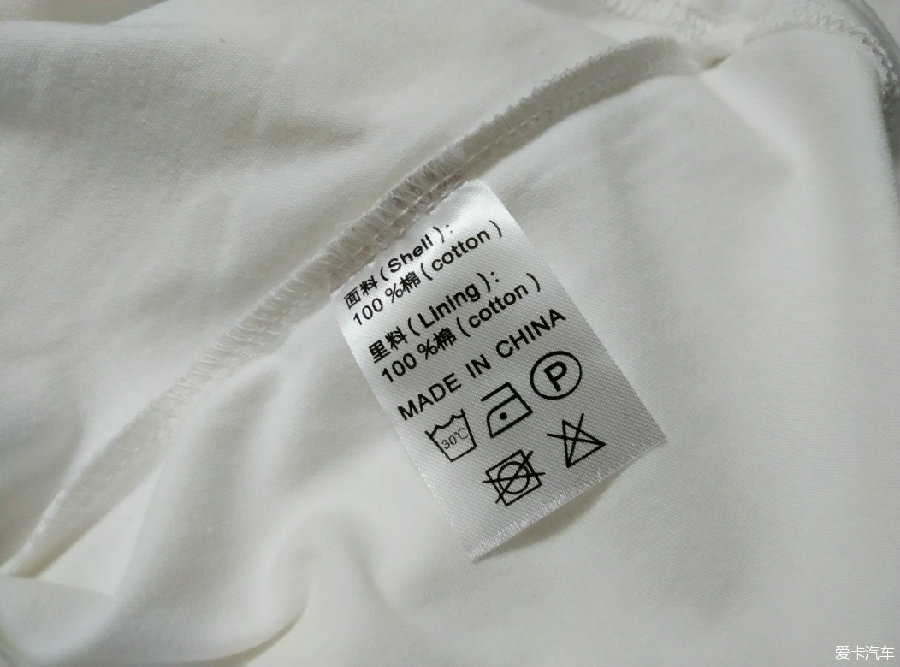 面料(Shell):
100%棉(cotton)
里料(Lining):
100%棉(cotton)
MADE IN CHINA
30℃
P
爱卡汽车